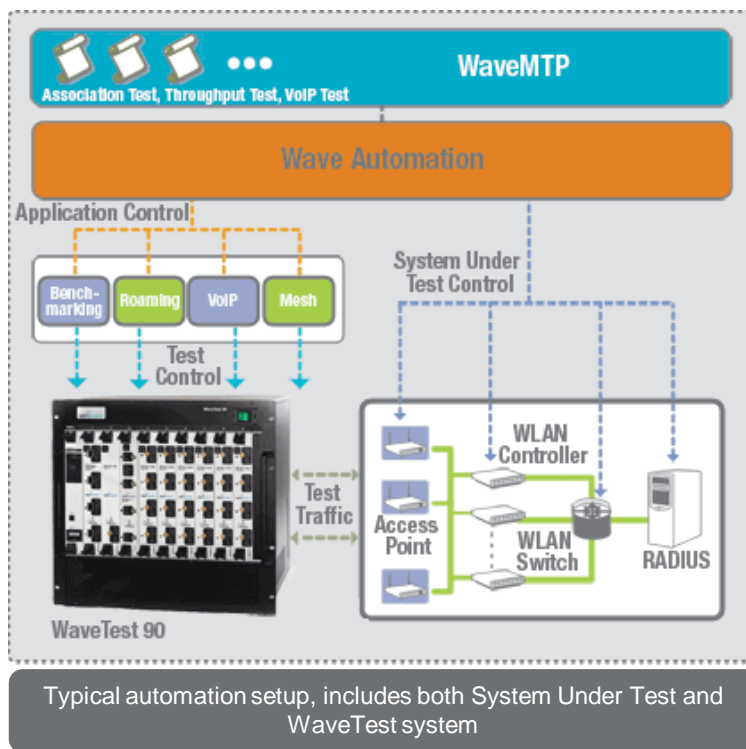 WaveMTP
Association Test, Throughput Test, VoIP Test
Wave Automation
Application Control
System Under
Test Control
Bench-
marking
Roaming
VoIP
Mesh
Test
Control
WLAN
Controller
Test
Traffic
Access
Point
WLAN
Switch
RADIUS
WaveTest 90
Typical automation setup, includes both System Under Test and
WaveTest system